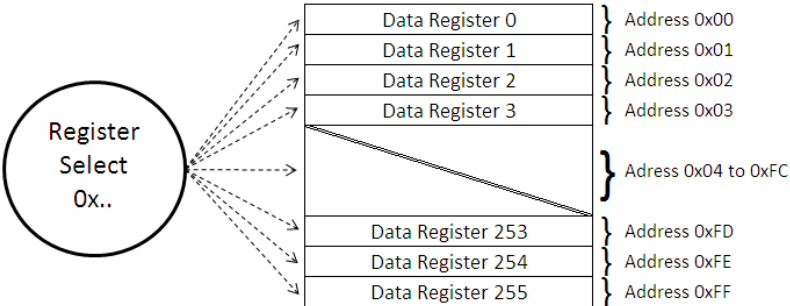 Register
Select
0x..
Data Register 0
Address 0x00
Data Register 1
Address 0x01
Data Register 2
Address 0x02
Data Register 3
Address 0x03
Adress 0x04 to 0xFC
Data Register 253
Address 0xFD
Data Register 254
Address 0xFE
Data Register 255
Address 0xFF